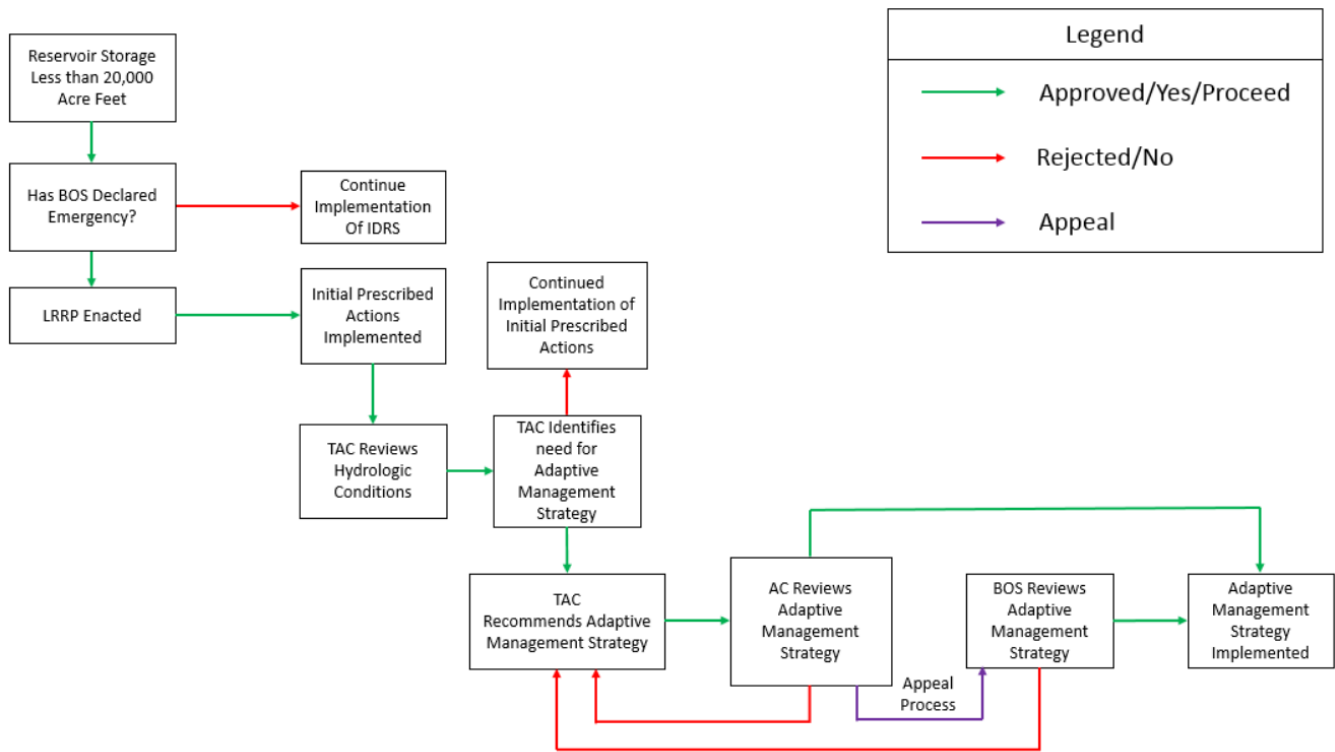 Reservoir Storage
Less than 20,000
Acre Feet
Legend
Approved/Yes/Proceed
Rejected/No
Appeal
Has BOS Declared
Emergency?
Continue
Implementation
Of IDRS
LRRP Enacted
Initial Prescribed
Actions
Implemented
Continued
Implementation of
Initial Prescribed
Actions
TAC Reviews
Hydrologic
Conditions
TAC Identifies
need for
Adaptive
Management
Strategy
TAC
Recommends Adaptive
Management Strategy
AC Reviews
Adaptive
Management
Strategy
BOS Reviews
Adaptive
Management
Strategy
Adaptive
Management
Strategy
Implemented
Appeal
Process